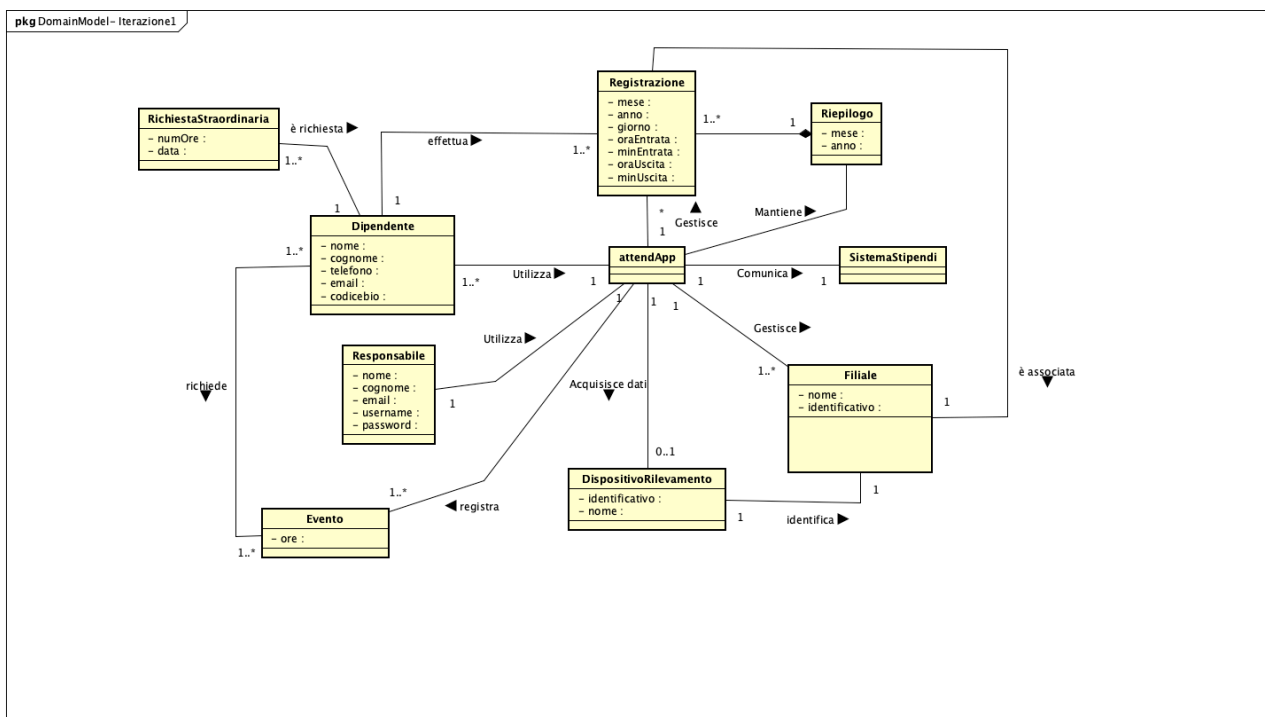 pkg DomainModel- Iterazione1
Registrazione
- mese :
- anno :
- giorno :
- oraEntrata :
- minEntrata :
- oraUscita :
- minUscita :
RichiestaStraordinaria
- numOre :
- data :
Riepilogo
- mese :
- anno :
è richiesta
1..*
1
effettua
1..*
1
1..*
1
Gestisce
*
1
Mantiene
Dipendente
- nome :
- cognome :
- telefono :
- email :
- codicebio :
attendApp
SistemaStipendi
1..*
Utilizza
1..*
1
Comunica
1
1
Utilizza
1
1
1
1
Gestisce
1..*
Responsabile
- nome :
- cognome :
- email :
- username :
- password :
1
Filiale
- nome :
- identificativo :
1
è associata
richiede
Acquisisce dati
0..1
DispositivoRilevamento
- identificativo :
- nome :
1
identifica
1
1..*
registra
Evento
- ore :
1..*